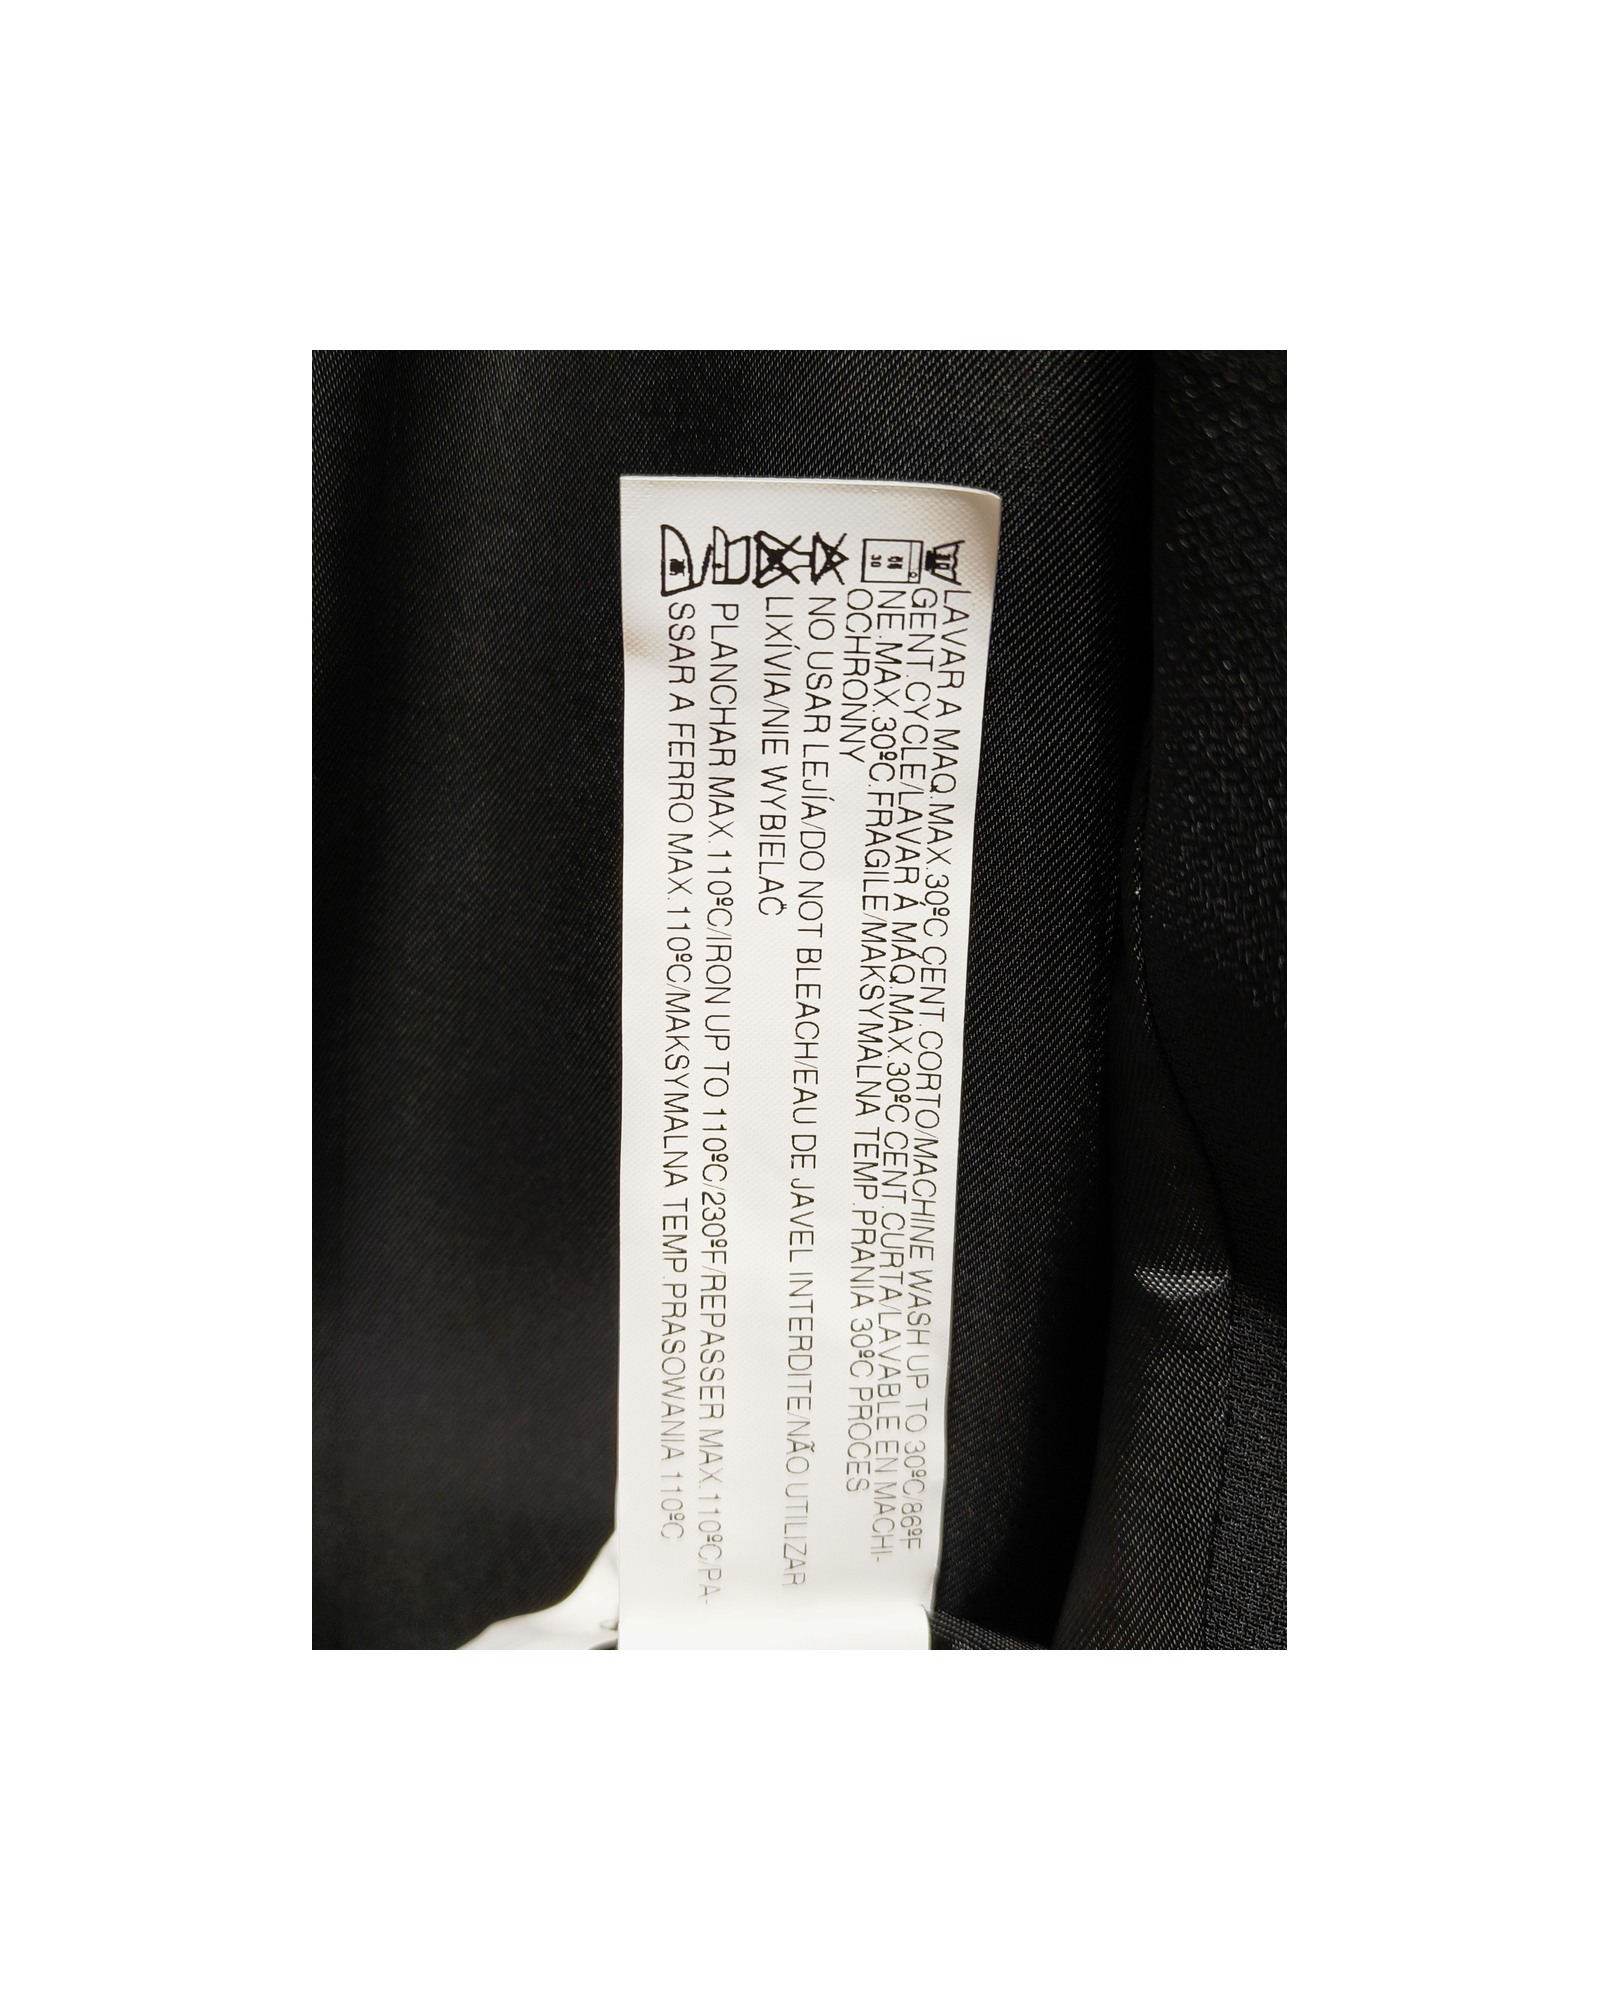 LAVAR A MAQ.MAX.30ºC CENT.CORTO/MACHINE WASH UP TO 30ºC/86ºF
GENT.CYCLE/LAVAR Á MÁQ.MAX.30ºC CENT.CURTA/LAVABLE EN MACHI-
NE.MAX.30ºC.FRAGILE/MAKSYMALNA TEMP.PRANIA 30ºC PROCES
OCHRONNY
NO USAR LEJÍA/DO NOT BLEACH/EAU DE JAVEL INTERDITE/NÃO UTILIZAR
LIXÍVIA/NIE WYBIELAĆ
PLANCHAR MAX.110ºC/IRON UP TO 110ºC/230ºF/REPASSER MAX.110ºC/PA-
SSAR A FERRO MAX.110ºC/MAKSYMALNA TEMP.PRASOWANIA 110ºC